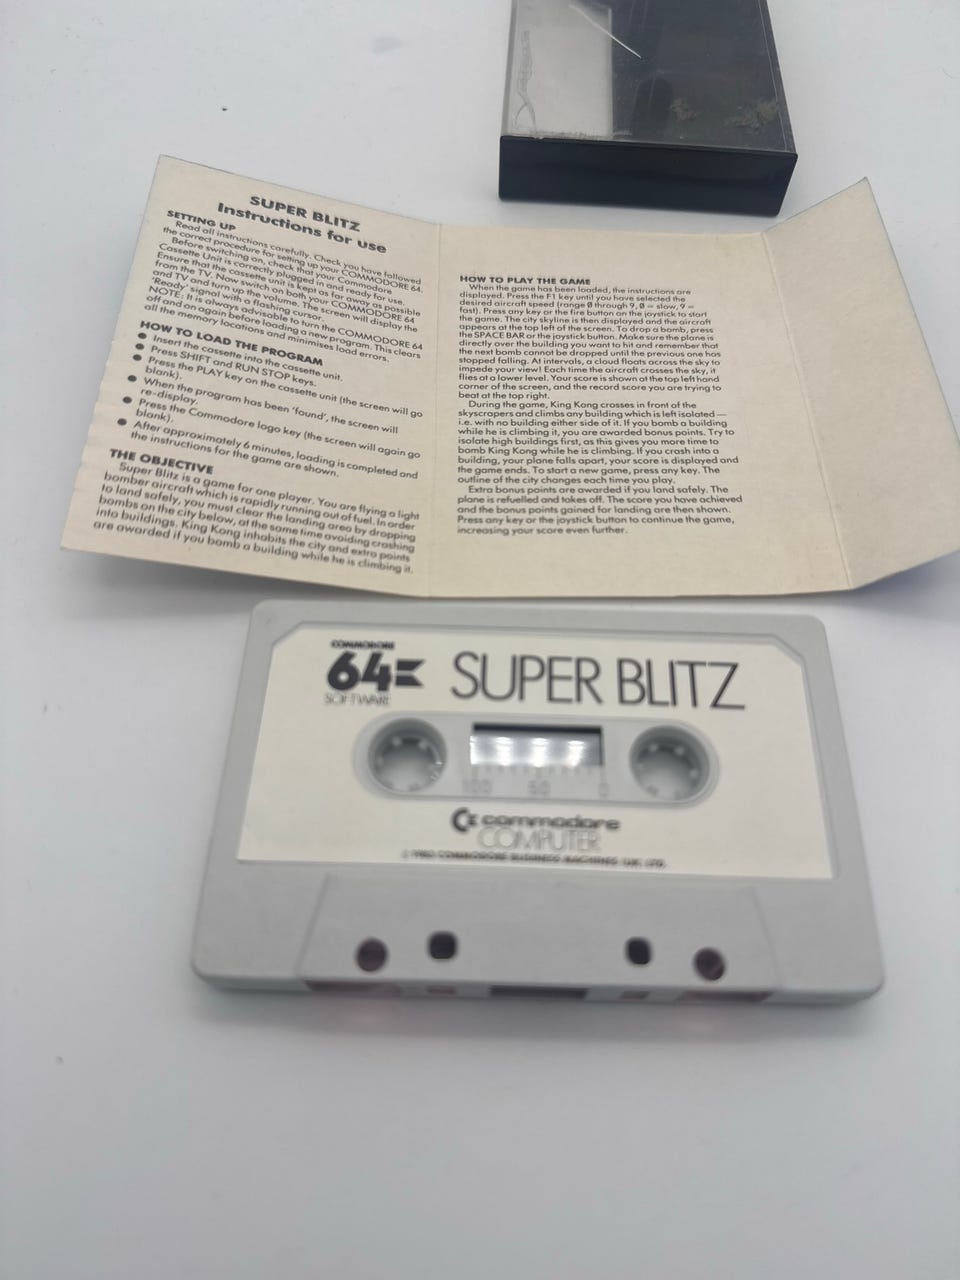 SUPER BLITZ
Instructions for use
SETTING UP
Read all instructions carefully. Check you have followed
the correct procedure for setting up your COMMODORE 64.
Before switching on, check that your Commodore
Cassette Unit is correctly plugged in and ready for use.
Ensure that the cassette unit is kept as far away as possible
from the TV. Now switch on both your COMMODORE 64
and TV and turn up the volume. The screen will display the
'Ready' signal with a flashing cursor.
NOTE: It is always advisable to turn the COMMODORE 64
off and on again before loading a new program. This clears
all the memory locations and minimises load errors.
HOW TO LOAD THE PROGRAM
● Insert the cassette into the cassette unit.
● Press SHIFT and RUN STOP keys.
● Press the PLAY key on the cassette unit (the screen will go
blank).
● When the program has been 'found', the screen will
re-display.
● Press the Commodore logo key (the screen will again go
blank).
● After approximately 6 minutes, loading is completed and
the instructions for the game are shown.
THE OBJECTIVE
Super Blitz is a game for one player. You are flying a light
bomber aircraft which is rapidly running out of fuel. In order
to land safely, you must clear the landing area by dropping
bombs on the city below, at the same time avoiding crashing
into buildings. King Kong inhabits the city and extra points
are awarded if you bomb a building while he is climbing it.
HOW TO PLAY THE GAME
When the game has been loaded, the instructions are
displayed. Press the F1 key until you have selected the
desired aircraft speed (range 0 through 9, 0 = slow, 9 =
fast). Press any key or the fire button on the joystick to start
the game. The city skyline is then displayed and the aircraft
appears at the top left of the screen. To drop a bomb, press
the SPACE BAR or the joystick button. Make sure the plane is
directly over the building you want to hit and remember that
the next bomb cannot be dropped until the previous one has
stopped falling. At intervals, a cloud floats across the sky to
impede your view! Each time the aircraft crosses the sky, it
flies at a lower level. Your score is shown at the top left hand
corner of the screen, and the record score you are trying to
beat at the top right.
During the game, King Kong crosses in front of the
skyscrapers and climbs any building which is left isolated —
i.e. with no building either side of it. If you bomb a building
while he is climbing it, you are awarded bonus points. Try to
isolate high buildings first, as this gives you more time to
bomb King Kong while he is climbing. If you crash into a
building, your plane falls apart, your score is displayed and
the game ends. To start a new game, press any key. The
outline of the city changes each time you play.
Extra bonus points are awarded if you land safely. The
plane is refuelled and takes off. The score you have achieved
and the bonus points gained for landing are then shown.
Press any key or the joystick button to continue the game,
increasing your score even further.
COMMODORE
64
SOFTWARE
SUPER BLITZ
100 50 0
commodore
COMPUTER
COMMODORE BUSINESS MACHINES (UK) LTD.